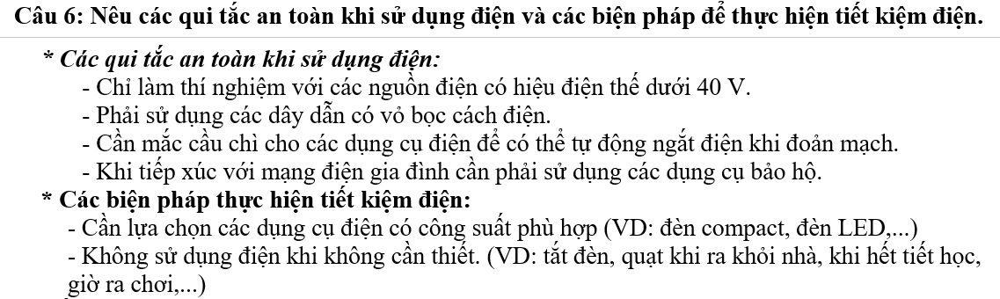 Câu 6: Nêu các qui tắc an toàn khi sử dụng điện và các biện pháp để thực hiện tiết kiệm điện.
* Các qui tắc an toàn khi sử dụng điện:
- Chỉ làm thí nghiệm với các nguồn điện có hiệu điện thế dưới 40 V.
- Phải sử dụng các dây dẫn có vỏ bọc cách điện.
- Cần mắc cầu chì cho các dụng cụ điện để có thể tự động ngắt điện khi đoản mạch.
- Khi tiếp xúc với mạng điện gia đình cần phải sử dụng các dụng cụ bảo hộ.
* Các biện pháp thực hiện tiết kiệm điện:
- Cần lựa chọn các dụng cụ điện có công suất phù hợp (VD: đèn compact, đèn LED,...)
- Không sử dụng điện khi không cần thiết. (VD: tắt đèn, quạt khi ra khỏi nhà, khi hết tiết học,
giờ ra chơi,...)